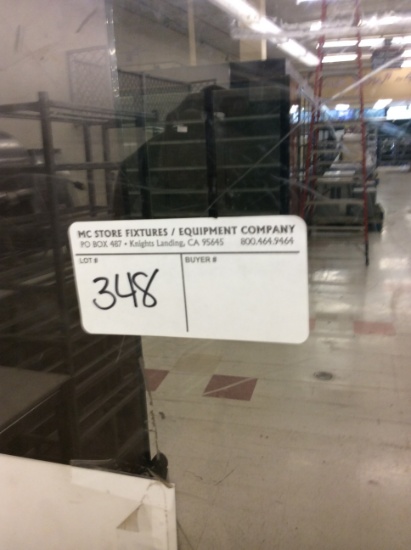 MC STORE FIXTURES / EQUIPMENT COMPANY
PO BOX 487 • Knights Landing, CA 95645 800.464.9464
LOT # BUYER #
348